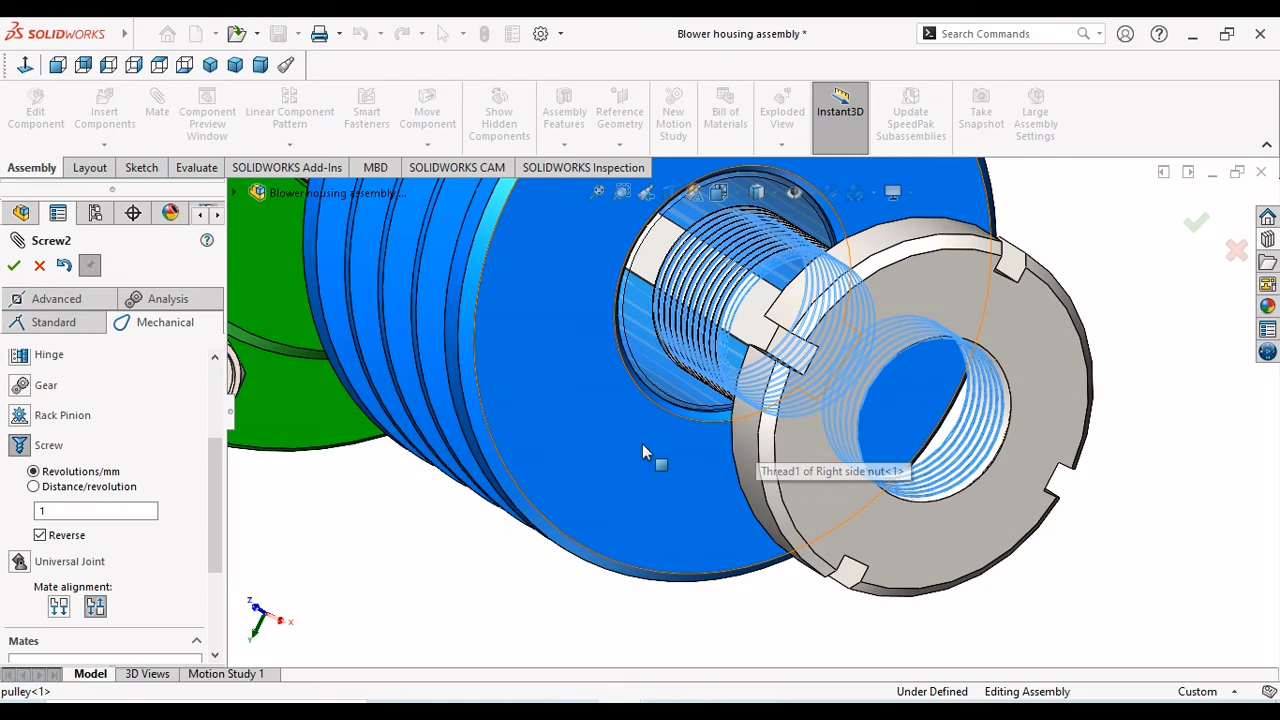 SOLIDWORKS
Blower housing assembly *
Search Commands
Edit Component
Insert Components
Mate
Component Preview Window
Linear Component Pattern
Smart Fasteners
Move Component
Show Hidden Components
Assembly Features
Reference Geometry
New Motion Study
Bill of Materials
Exploded View
Instant3D
Update SpeedPak Subassemblies
Take Snapshot
Large Assembly Settings
Assembly
Layout
Sketch
Evaluate
SOLIDWORKS Add-Ins
MBD
SOLIDWORKS CAM
SOLIDWORKS Inspection
Blower housing assembly...
Screw2
Advanced
Analysis
Standard
Mechanical
Hinge
Gear
Rack Pinion
Screw
Revolutions/mm
Distance/revolution
1
Reverse
Universal Joint
Mate alignment:
Mates
Thread1 of Right side nut<1>
Z
X
Y
Model
3D Views
Motion Study 1
pulley<1>
Under Defined
Editing Assembly
Custom